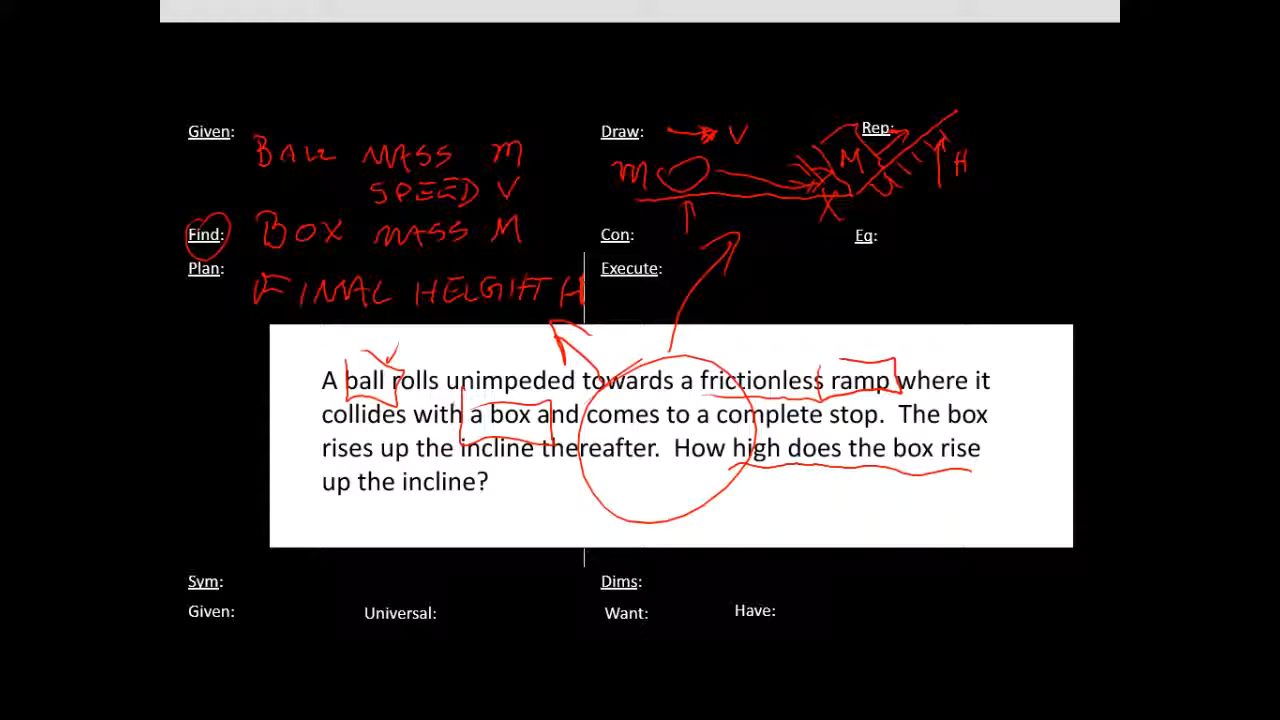 Given:
BALL MASS m
SPEED V
Find:
BOX MASS M
Plan:
FINAL HEIGHT H
Draw:
V
Rep:
m
M
H
Con:
Eq:
Execute:
A ball rolls unimpeded towards a frictionless ramp where it
collides with a box and comes to a complete stop. The box
rises up the incline thereafter. How high does the box rise
up the incline?
Sym:
Dims:
Given:
Universal:
Want:
Have: